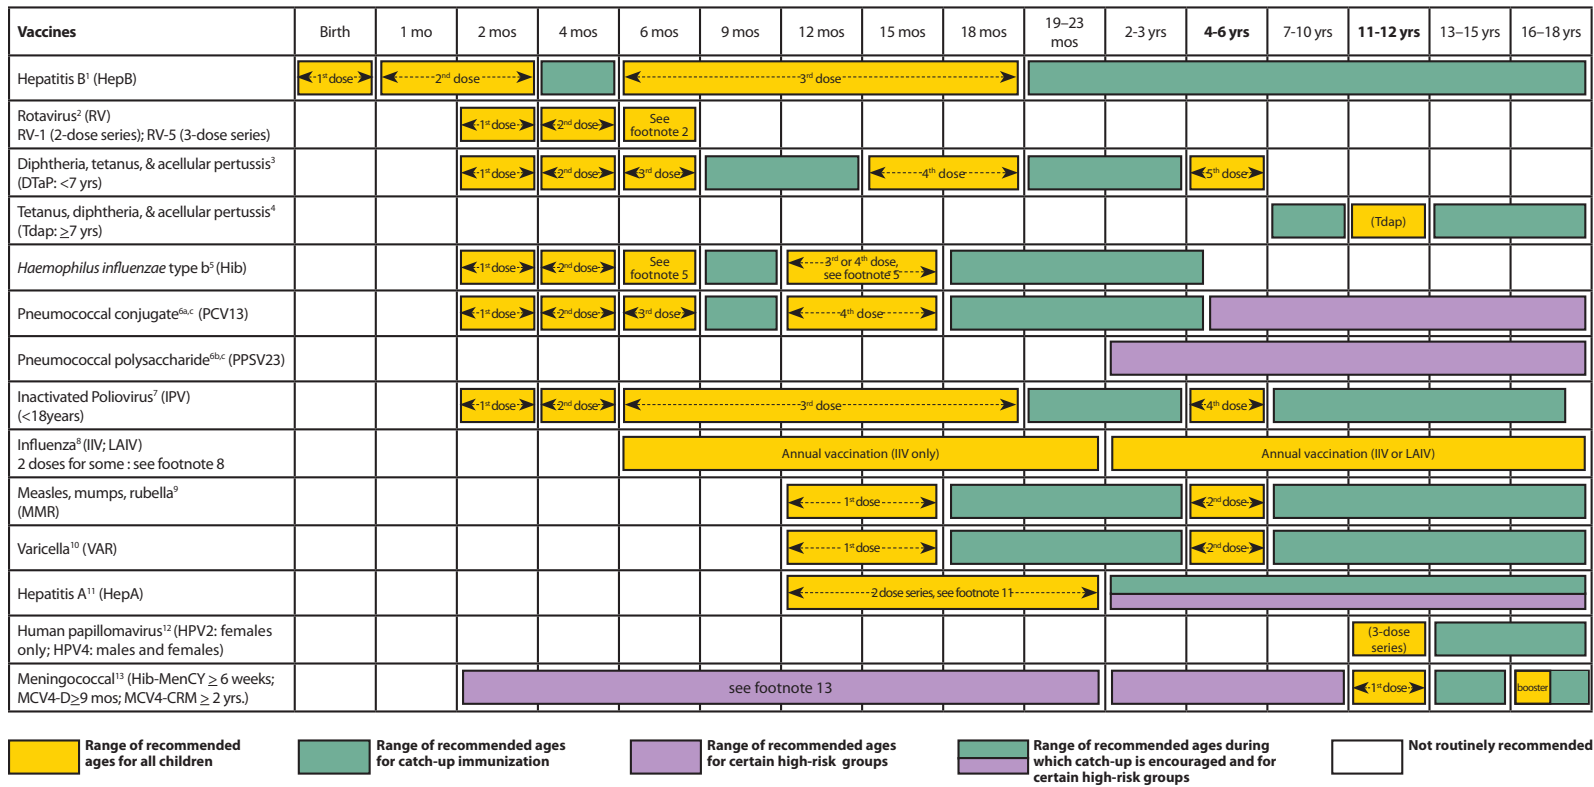 Vaccines Birth 1 mo 2 mos 4 mos 6 mos 9 mos 12 mos 15 mos 18 mos 19–23 mos 2-3 yrs 4-6 yrs 7-10 yrs 11-12 yrs 13–15 yrs 16–18 yrs
Hepatitis B¹ (HepB) 1st dose 2nd dose 3rd dose
Rotavirus² (RV)
RV-1 (2-dose series); RV-5 (3-dose series) 1st dose 2nd dose See footnote 2
Diphtheria, tetanus, & acellular pertussis³
(DTaP: <7 yrs) 1st dose 2nd dose 3rd dose 4th dose 5th dose
Tetanus, diphtheria, & acellular pertussis⁴
(Tdap: ≥7 yrs) (Tdap)
Haemophilus influenzae type b⁵ (Hib) 1st dose 2nd dose See footnote 5 3rd or 4th dose, see footnote 5
Pneumococcal conjugate6a,c (PCV13) 1st dose 2nd dose 3rd dose 4th dose
Pneumococcal polysaccharide6b,c (PPSV23)
Inactivated Poliovirus⁷ (IPV)
(<18years) 1st dose 2nd dose 3rd dose 4th dose
Influenza⁸ (IIV; LAIV)
2 doses for some : see footnote 8 Annual vaccination (IIV only) Annual vaccination (IIV or LAIV)
Measles, mumps, rubella⁹
(MMR) 1st dose 2nd dose
Varicella¹⁰ (VAR) 1st dose 2nd dose
Hepatitis A¹¹ (HepA) 2 dose series, see footnote 11
Human papillomavirus¹² (HPV2: females
only; HPV4: males and females) (3-dose series)
Meningococcal¹³ (Hib-MenCY ≥ 6 weeks;
MCV4-D≥9 mos; MCV4-CRM ≥ 2 yrs.) see footnote 13 1st dose booster
Range of recommended
ages for all children
Range of recommended ages
for catch-up immunization
Range of recommended ages
for certain high-risk groups
Range of recommended ages during
which catch-up is encouraged and for
certain high-risk groups
Not routinely recommended